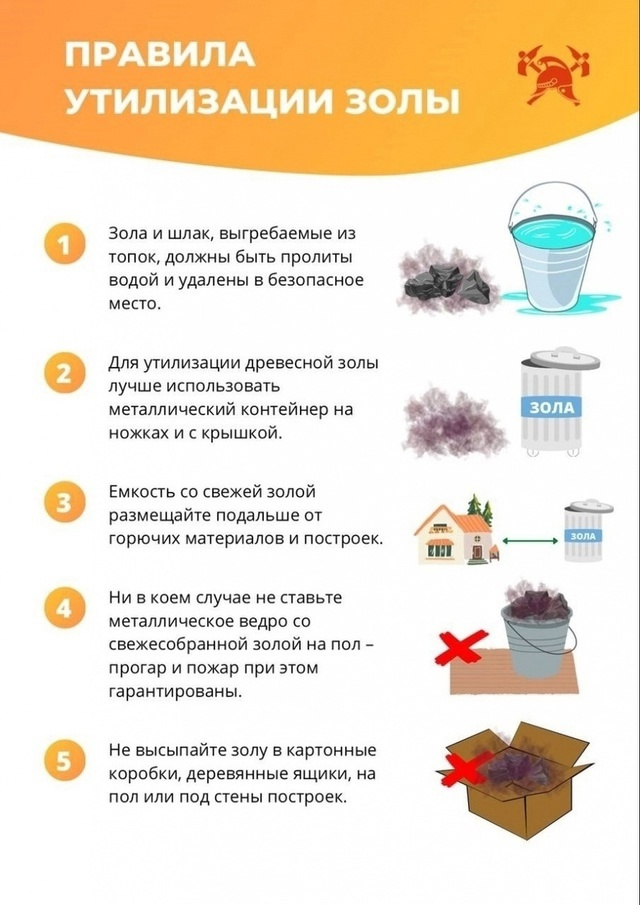 ПРАВИЛА
УТИЛИЗАЦИИ ЗОЛЫ
1
Зола и шлак, выгребаемые из
топок, должны быть пролиты
водой и удалены в безопасное
место.
2
Для утилизации древесной золы
лучше использовать
металлический контейнер на
ножках и с крышкой.
ЗОЛА
3
Емкость со свежей золой
размещайте подальше от
горючих материалов и построек.
ЗОЛА
4
Ни в коем случае не ставьте
металлическое ведро со
свежесобранной золой на пол –
прогар и пожар при этом
гарантированы.
5
Не высыпайте золу в картонные
коробки, деревянные ящики, на
пол или под стены построек.